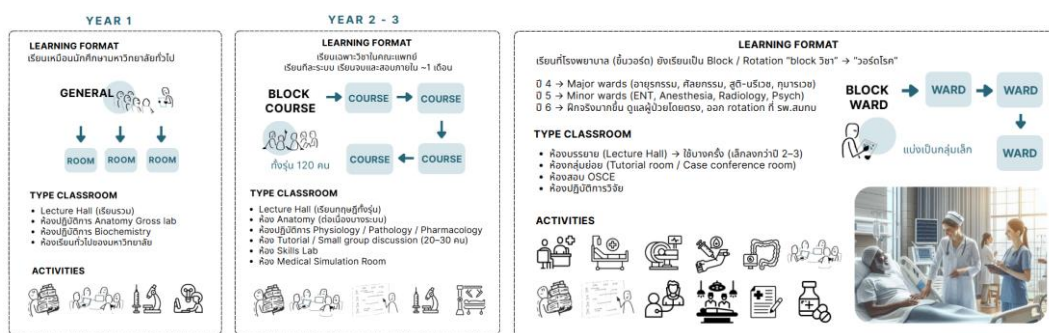 YEAR 1
LEARNING FORMAT
เรียนเหมือนนักศึกษามหาวิทยาลัยทั่วไป
GENERAL
ROOM
ROOM
ROOM
TYPE CLASSROOM
• Lecture Hall (เรียนรวม)
• ห้องปฏิบัติการ Anatomy Gross lab
• ห้องปฏิบัติการ Biochemistry
• ห้องเรียนทั่วไปของมหาวิทยาลัย
ACTIVITIES
YEAR 2 - 3
LEARNING FORMAT
เรียนเฉพาะวิชาในคณะแพทย์
เรียนทีละระบบ เรียนจบและสอบภายใน ~1 เดือน
BLOCK
COURSE
COURSE
COURSE
ทั้งรุ่น 120 คน
COURSE
COURSE
TYPE CLASSROOM
• Lecture Hall (เรียนทฤษฎีทั้งรุ่น)
• ห้อง Anatomy (ต่อเนื่องบางระบบ)
• ห้องปฏิบัติการ Physiology / Pathology / Pharmacology
• ห้อง Tutorial / Small group discussion (20–30 คน)
• ห้อง Skills Lab
• ห้อง Medical Simulation Room
ACTIVITIES
LEARNING FORMAT
เรียนที่โรงพยาบาล (ขึ้นวอร์ด) ยังเรียนเป็น Block / Rotation "block วิชา" → "วอร์ดโรค"
ปี 4 → Major wards (อายุรกรรม, ศัลยกรรม, สูติ-นรีเวช, กุมารเวช)
ปี 5 → Minor wards (ENT, Anesthesia, Radiology, Psych)
ปี 6 → ฝึกจริงมากขึ้น ดูแลผู้ป่วยโดยตรง, ออก rotation ที่ รพ.สมทบ
BLOCK
WARD
WARD
WARD
แบ่งเป็นกลุ่มเล็ก
WARD
TYPE CLASSROOM
• ห้องบรรยาย (Lecture Hall) → ใช้บางครั้ง (เล็กลงกว่าปี 2–3)
• ห้องกลุ่มย่อย (Tutorial room / Case conference room)
• ห้องสอบ OSCE
• ห้องปฏิบัติการวิจัย
ACTIVITIES